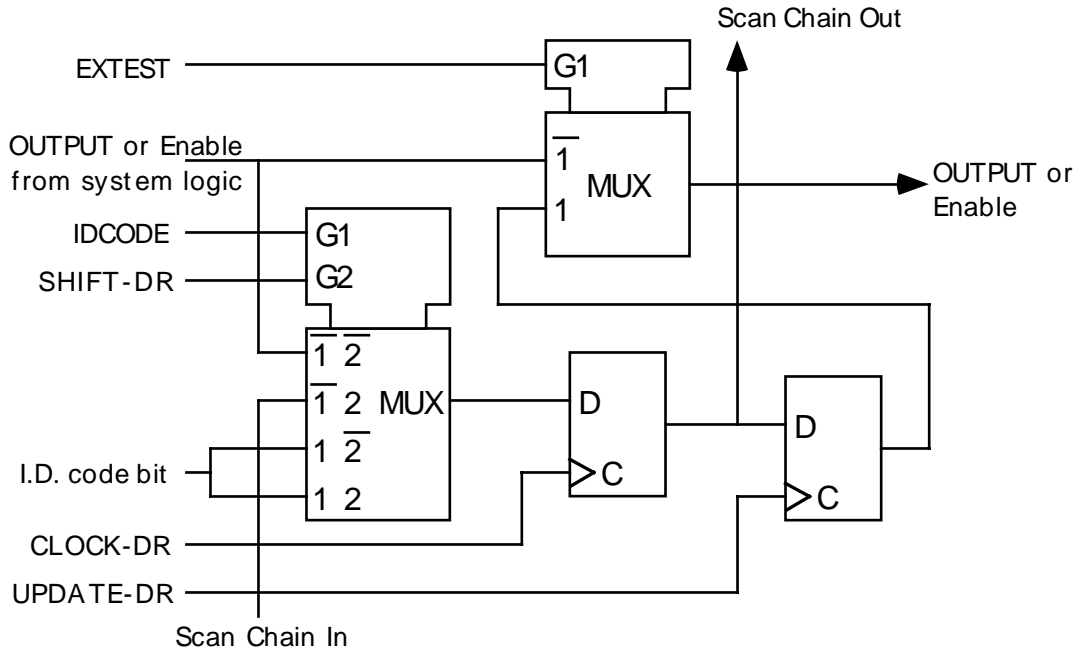 Scan Chain Out
EXTEST
G1
OUTPUT or Enable
from system logic
1̅
MUX
1
OUTPUT or
Enable
IDCODE
G1
SHIFT-DR
G2
1̅ 2̅
1̅ 2 MUX
1 2̅
1 2
I.D. code bit
D
C
D
C
CLOCK-DR
UPDATE-DR
Scan Chain In